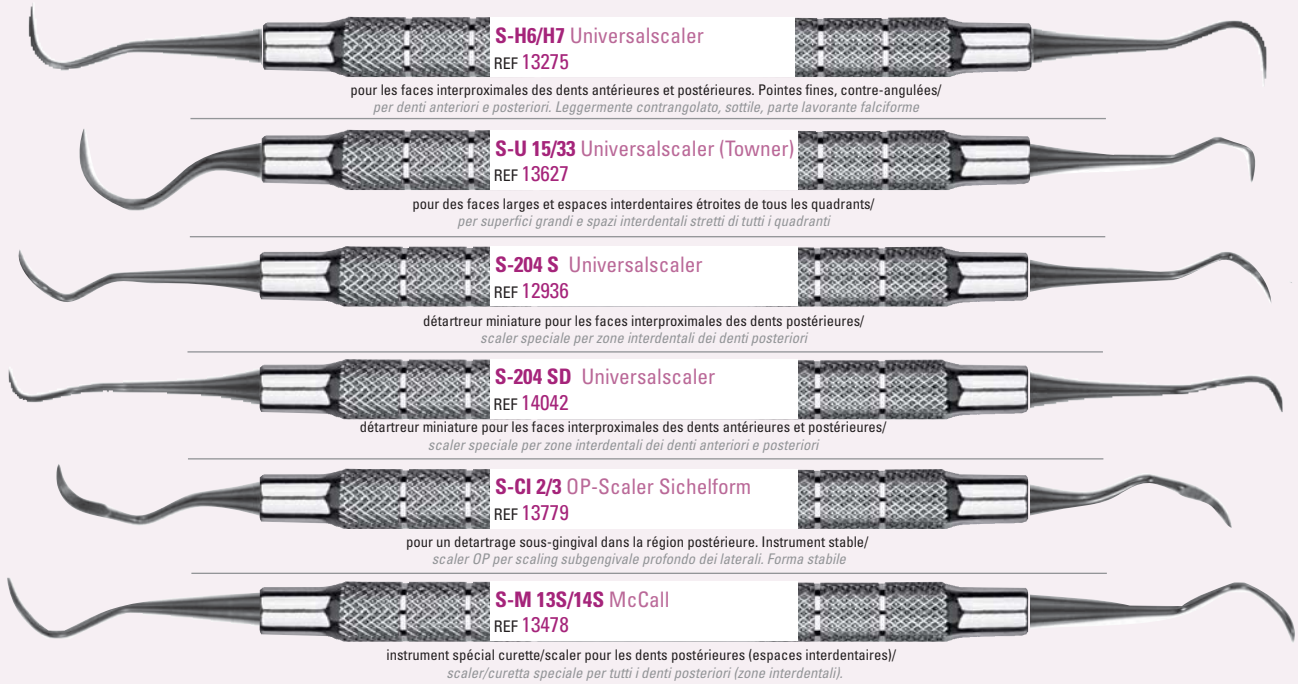 S-H6/H7 Universalscaler
REF 13275
pour les faces interproximales des dents antérieures et postérieures. Pointes fines, contre-angulées/
per denti anteriori e posteriori. Leggermente contrangolato, sottile, parte lavorante falciforme
S-U 15/33 Universalscaler (Towner)
REF 13627
pour des faces larges et espaces interdentaires étroites de tous les quadrants/
per superfici grandi e spazi interdentali stretti di tutti i quadranti
S-204 S Universalscaler
REF 12936
détartreur miniature pour les faces interproximales des dents postérieures/
scaler speciale per zone interdentali dei denti posteriori
S-204 SD Universalscaler
REF 14042
détartreur miniature pour les faces interproximales des dents antérieures et postérieures/
scaler speciale per zone interdentali dei denti anteriori e posteriori
S-CI 2/3 OP-Scaler Sichelform
REF 13779
pour un detartrage sous-gingival dans la région postérieure. Instrument stable/
scaler OP per scaling subgengivale profondo dei laterali. Forma stabile
S-M 13S/14S McCall
REF 13478
instrument spécial curette/scaler pour les dents postérieures (espaces interdentaires)/
scaler/curetta speciale per tutti i denti posteriori (zone interdentali).